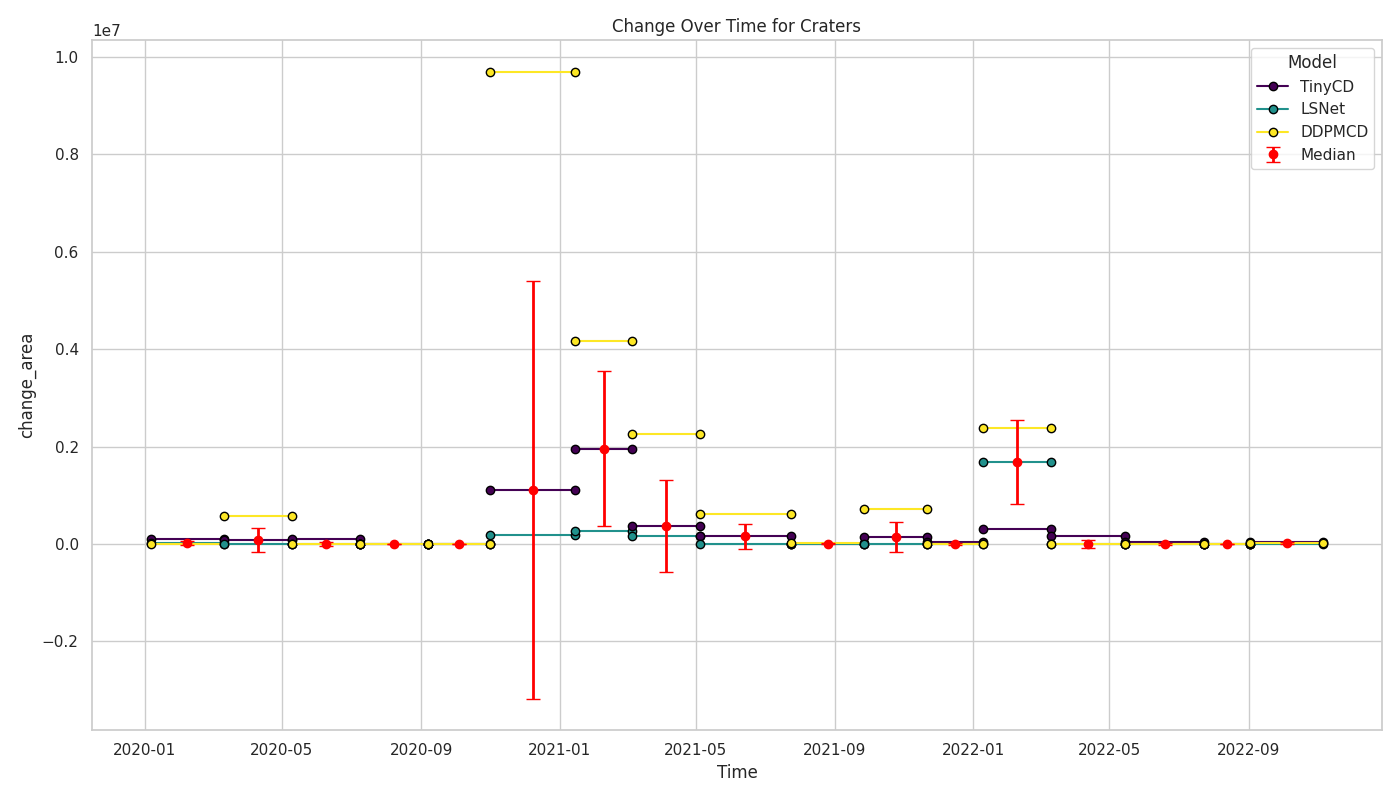 Change Over Time for Craters
1e7
1.0
0.8
0.6
0.4
0.2
0.0
−0.2
change_area
Model
TinyCD
LSNet
DDPMCD
Median
2020-01 2020-05 2020-09 2021-01 2021-05 2021-09 2022-01 2022-05 2022-09
Time